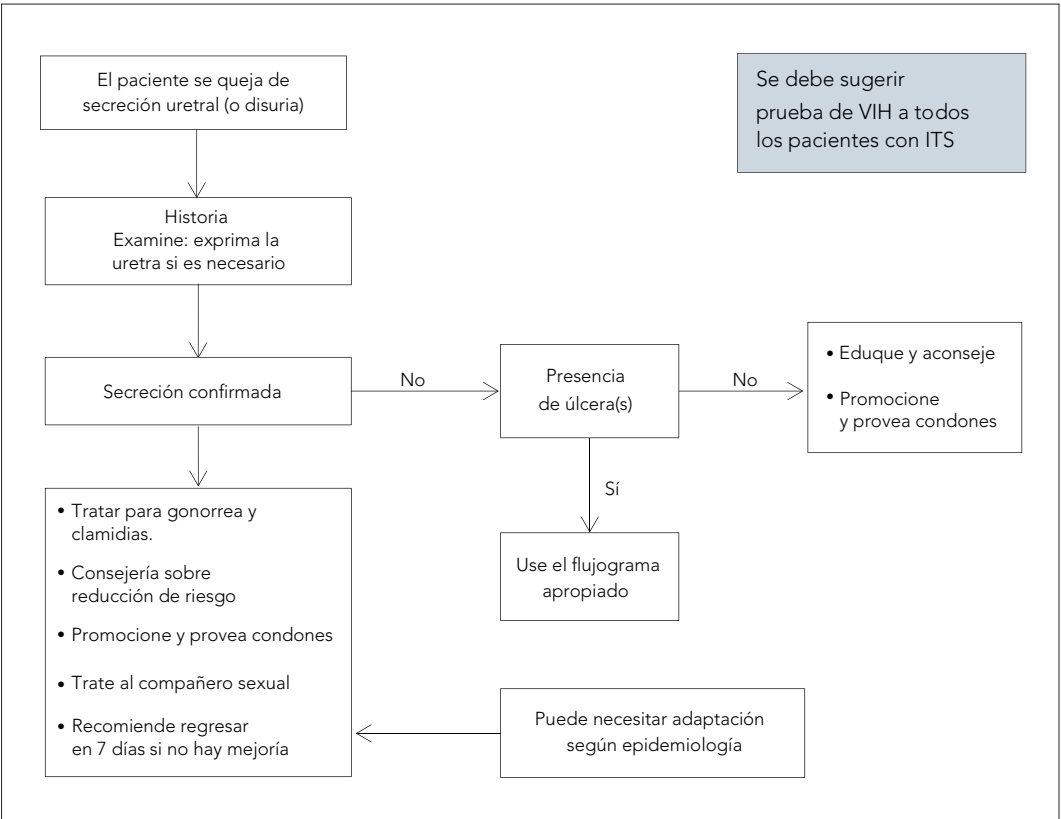 El paciente se queja de
secreción uretral (o disuria)
Se debe sugerir
prueba de VIH a todos
los pacientes con ITS
Historia
Examine: exprima la
uretra si es necesario
Secreción confirmada
No
Presencia
de úlcera(s)
No
• Eduque y aconseje
• Promocione
y provea condones
Sí
• Tratar para gonorrea y
clamidias.
• Consejería sobre
reducción de riesgo
• Promocione y provea condones
• Trate al compañero sexual
• Recomiende regresar
en 7 días si no hay mejoría
Use el flujograma
apropiado
Puede necesitar adaptación
según epidemiología